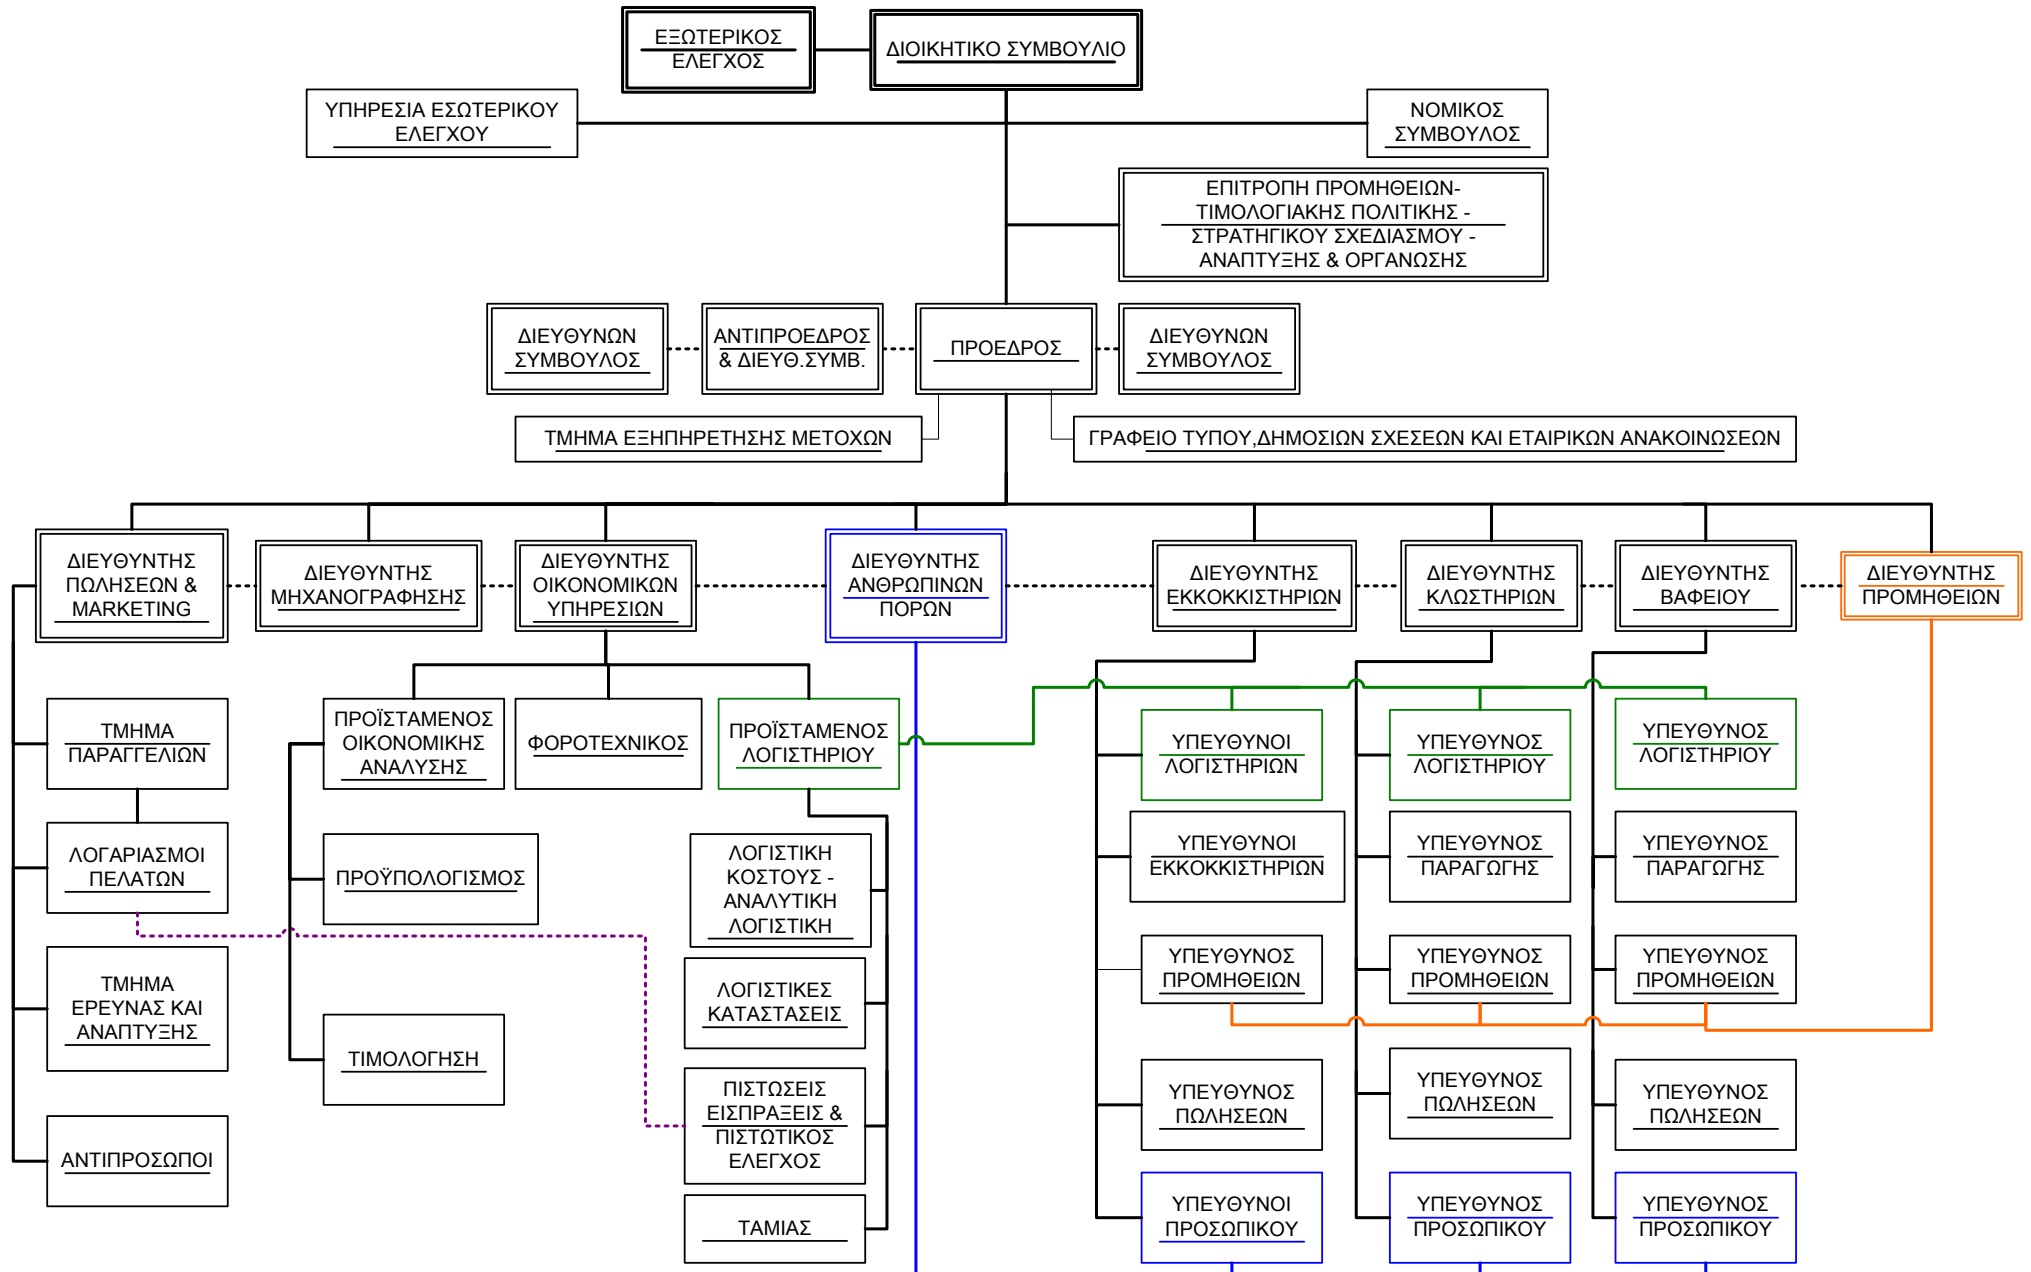 ΕΞΩΤΕΡΙΚΟΣ
ΕΛΕΓΧΟΣ
ΔΙΟΙΚΗΤΙΚΟ ΣΥΜΒΟΥΛΙΟ
ΥΠΗΡΕΣΙΑ ΕΣΩΤΕΡΙΚΟΥ
ΕΛΕΓΧΟΥ
ΝΟΜΙΚΟΣ
ΣΥΜΒΟΥΛΟΣ
ΕΠΙΤΡΟΠΗ ΠΡΟΜΗΘΕΙΩΝ-
ΤΙΜΟΛΟΓΙΑΚΗΣ ΠΟΛΙΤΙΚΗΣ -
ΣΤΡΑΤΗΓΙΚΟΥ ΣΧΕΔΙΑΣΜΟΥ -
ΑΝΑΠΤΥΞΗΣ & ΟΡΓΑΝΩΣΗΣ
ΔΙΕΥΘΥΝΩΝ
ΣΥΜΒΟΥΛΟΣ
ΑΝΤΙΠΡΟΕΔΡΟΣ
& ΔΙΕΥΘ.ΣΥΜΒ.
ΠΡΟΕΔΡΟΣ
ΔΙΕΥΘΥΝΩΝ
ΣΥΜΒΟΥΛΟΣ
ΤΜΗΜΑ ΕΞΗΠΗΡΕΤΗΣΗΣ ΜΕΤΟΧΩΝ
ΓΡΑΦΕΙΟ ΤΥΠΟΥ,ΔΗΜΟΣΙΩΝ ΣΧΕΣΕΩΝ ΚΑΙ ΕΤΑΙΡΙΚΩΝ ΑΝΑΚΟΙΝΩΣΕΩΝ
ΔΙΕΥΘΥΝΤΗΣ
ΠΩΛΗΣΕΩΝ &
MARKETING
ΔΙΕΥΘΥΝΤΗΣ
ΜΗΧΑΝΟΓΡΑΦΗΣΗΣ
ΔΙΕΥΘΥΝΤΗΣ
ΟΙΚΟΝΟΜΙΚΩΝ
ΥΠΗΡΕΣΙΩΝ
ΔΙΕΥΘΥΝΤΗΣ
ΑΝΘΡΩΠΙΝΩΝ
ΠΟΡΩΝ
ΔΙΕΥΘΥΝΤΗΣ
ΕΚΚΟΚΚΙΣΤΗΡΙΩΝ
ΔΙΕΥΘΥΝΤΗΣ
ΚΛΩΣΤΗΡΙΩΝ
ΔΙΕΥΘΥΝΤΗΣ
ΒΑΦΕΙΟΥ
ΔΙΕΥΘΥΝΤΗΣ
ΠΡΟΜΗΘΕΙΩΝ
ΤΜΗΜΑ
ΠΑΡΑΓΓΕΛΙΩΝ
ΠΡΟΪΣΤΑΜΕΝΟΣ
ΟΙΚΟΝΟΜΙΚΗΣ
ΑΝΑΛΥΣΗΣ
ΦΟΡΟΤΕΧΝΙΚΟΣ
ΠΡΟΪΣΤΑΜΕΝΟΣ
ΛΟΓΙΣΤΗΡΙΟΥ
ΥΠΕΥΘΥΝΟΙ
ΛΟΓΙΣΤΗΡΙΩΝ
ΥΠΕΥΘΥΝΟΣ
ΛΟΓΙΣΤΗΡΙΟΥ
ΥΠΕΥΘΥΝΟΣ
ΛΟΓΙΣΤΗΡΙΟΥ
ΛΟΓΑΡΙΑΣΜΟΙ
ΠΕΛΑΤΩΝ
ΠΡΟΫΠΟΛΟΓΙΣΜΟΣ
ΛΟΓΙΣΤΙΚΗ
ΚΟΣΤΟΥΣ -
ΑΝΑΛΥΤΙΚΗ
ΛΟΓΙΣΤΙΚΗ
ΥΠΕΥΘΥΝΟΙ
ΕΚΚΟΚΚΙΣΤΗΡΙΩΝ
ΥΠΕΥΘΥΝΟΣ
ΠΑΡΑΓΩΓΗΣ
ΥΠΕΥΘΥΝΟΣ
ΠΑΡΑΓΩΓΗΣ
ΤΜΗΜΑ
ΕΡΕΥΝΑΣ ΚΑΙ
ΑΝΑΠΤΥΞΗΣ
ΛΟΓΙΣΤΙΚΕΣ
ΚΑΤΑΣΤΑΣΕΙΣ
ΥΠΕΥΘΥΝΟΣ
ΠΡΟΜΗΘΕΙΩΝ
ΥΠΕΥΘΥΝΟΣ
ΠΡΟΜΗΘΕΙΩΝ
ΥΠΕΥΘΥΝΟΣ
ΠΡΟΜΗΘΕΙΩΝ
ΤΙΜΟΛΟΓΗΣΗ
ΠΙΣΤΩΣΕΙΣ
ΕΙΣΠΡΑΞΕΙΣ &
ΠΙΣΤΩΤΙΚΟΣ
ΕΛΕΓΧΟΣ
ΥΠΕΥΘΥΝΟΣ
ΠΩΛΗΣΕΩΝ
ΥΠΕΥΘΥΝΟΣ
ΠΩΛΗΣΕΩΝ
ΥΠΕΥΘΥΝΟΣ
ΠΩΛΗΣΕΩΝ
ΑΝΤΙΠΡΟΣΩΠΟΙ
ΤΑΜΙΑΣ
ΥΠΕΥΘΥΝΟΙ
ΠΡΟΣΩΠΙΚΟΥ
ΥΠΕΥΘΥΝΟΣ
ΠΡΟΣΩΠΙΚΟΥ
ΥΠΕΥΘΥΝΟΣ
ΠΡΟΣΩΠΙΚΟΥ